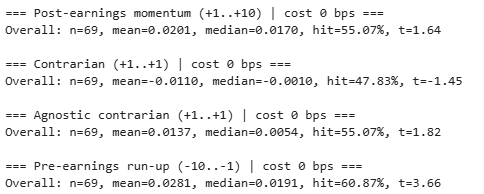 === Post-earnings momentum (+1..+10) | cost 0 bps ===
Overall: n=69, mean=0.0201, median=0.0170, hit=55.07%, t=1.64
=== Contrarian (+1..+1) | cost 0 bps ===
Overall: n=69, mean=-0.0110, median=-0.0010, hit=47.83%, t=-1.45
=== Agnostic contrarian (+1..+1) | cost 0 bps ===
Overall: n=69, mean=0.0137, median=0.0054, hit=55.07%, t=1.82
=== Pre-earnings run-up (-10..-1) | cost 0 bps ===
Overall: n=69, mean=0.0281, median=0.0191, hit=60.87%, t=3.66